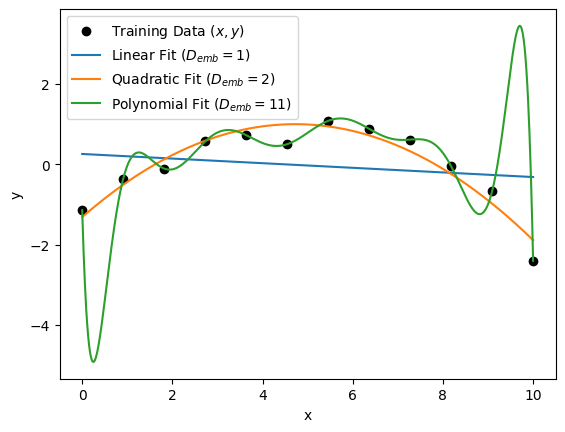 Training Data (x, y)
Linear Fit (D_emb = 1)
Quadratic Fit (D_emb = 2)
Polynomial Fit (D_emb = 11)
2
0
−2
−4
y
0 2 4 6 8 10
x